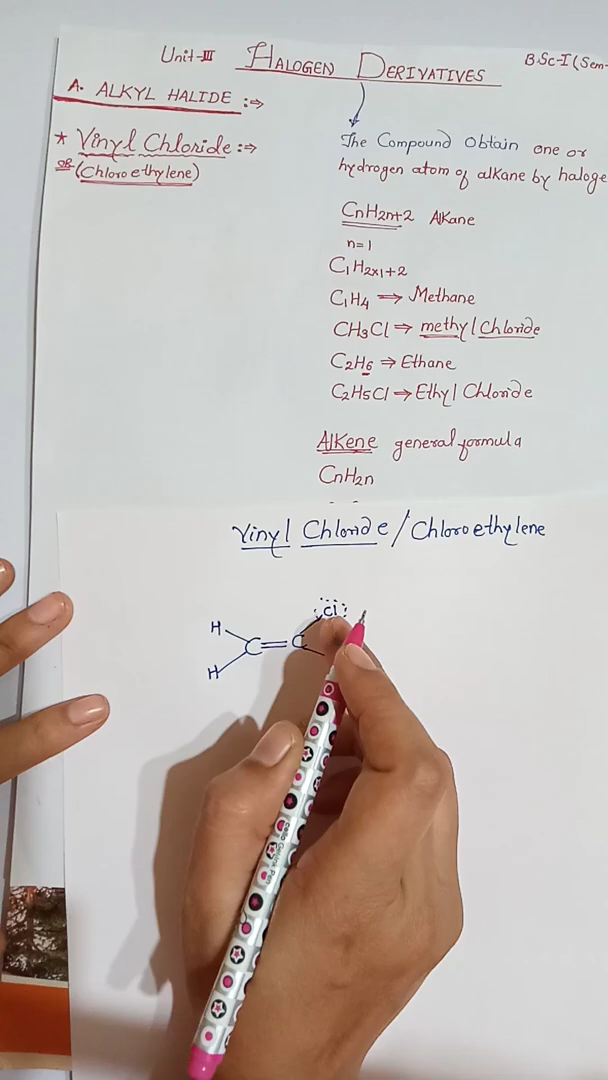 Unit-III HALOGEN DERIVATIVES B.Sc-I (Sem-
A. ALKYL HALIDE :⇒
* Vinyl Chloride :⇒
OR (Chloroethylene)
The Compound Obtain one or
hydrogen atom of alkane by haloge
CnH2n+2 Alkane
n=1
C1H2x1+2
C1H4 ⇒ Methane
CH3Cl ⇒ methyl Chloride
C2H6 ⇒ Ethane
C2H5Cl ⇒ Ethyl Chloride
Alkene general formula
CnH2n
Vinyl Chloride / Chloroethylene
Cl
H
C=C
H